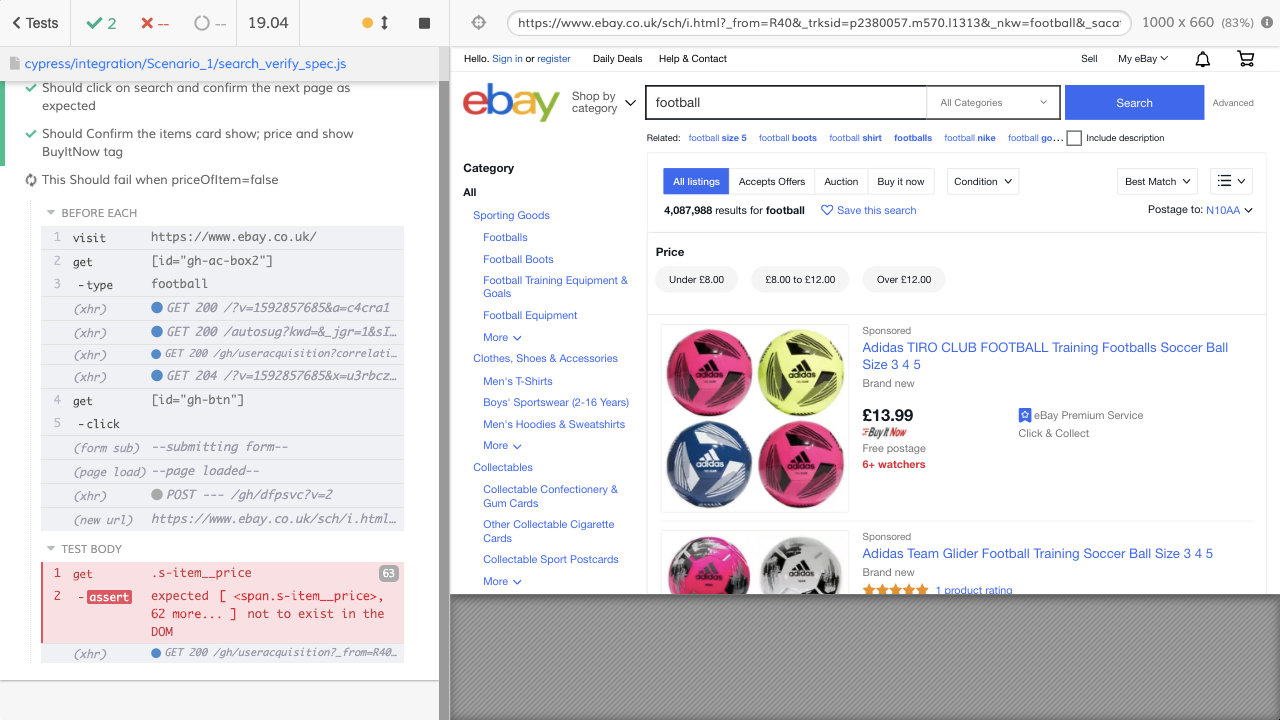 Tests
2
--
--
19.04
cypress/integration/Scenario_1/search_verify_spec.js
Should click on search and confirm the next page as
expected
Should Confirm the items card show; price and show
BuyItNow tag
This Should fail when priceOfItem=false
BEFORE EACH
1 visit https://www.ebay.co.uk/
2 get [id="gh-ac-box2"]
3 -type football
(xhr) GET 200 /?v=1592857685&a=c4cra1
(xhr) GET 200 /autosug?kwd=&_jgr=1&sI…
(xhr) GET 200 /gh/useracquisition?correlati…
(xhr) GET 204 /?v=1592857685&x=u3rbcz…
4 get [id="gh-btn"]
5 -click
(form sub) --submitting form--
(page load) --page loaded--
(xhr) POST --- /gh/dfpsvc?v=2
(new url) https://www.ebay.co.uk/sch/i.html…
TEST BODY
1 get .s-item__price 63
2 -assert expected [ <span.s-item__price>,
62 more... ] not to exist in the
DOM
(xhr) GET 200 /gh/useracquisition?_from=R40…
https://www.ebay.co.uk/sch/i.html?_from=R40&_trksid=p2380057.m570.l1313&_nkw=football&_saca
1000 x 660 (83%)
Hello. Sign in or register Daily Deals Help & Contact Sell My eBay
ebay
Shop by
category
football
All Categories
Search
Advanced
Related: football size 5 football boots football shirt footballs football nike football go… Include description
Category
All
Sporting Goods
Footballs
Football Boots
Football Training Equipment &
Goals
Football Equipment
More
Clothes, Shoes & Accessories
Men's T-Shirts
Boys' Sportswear (2-16 Years)
Men's Hoodies & Sweatshirts
More
Collectables
Collectable Confectionery &
Gum Cards
Other Collectable Cigarette
Cards
Collectable Sport Postcards
More
All listings Accepts Offers Auction Buy it now Condition Best Match
4,087,988 results for football Save this search Postage to: N10AA
Price
Under £8.00 £8.00 to £12.00 Over £12.00
Sponsored
Adidas TIRO CLUB FOOTBALL Training Footballs Soccer Ball
Size 3 4 5
Brand new
£13.99
Buy It Now
Free postage
6+ watchers
eBay Premium Service
Click & Collect
adidas
adidas
adidas
adidas
Sponsored
Adidas Team Glider Football Training Soccer Ball Size 3 4 5
Brand new
1 product rating
adidas
adidas